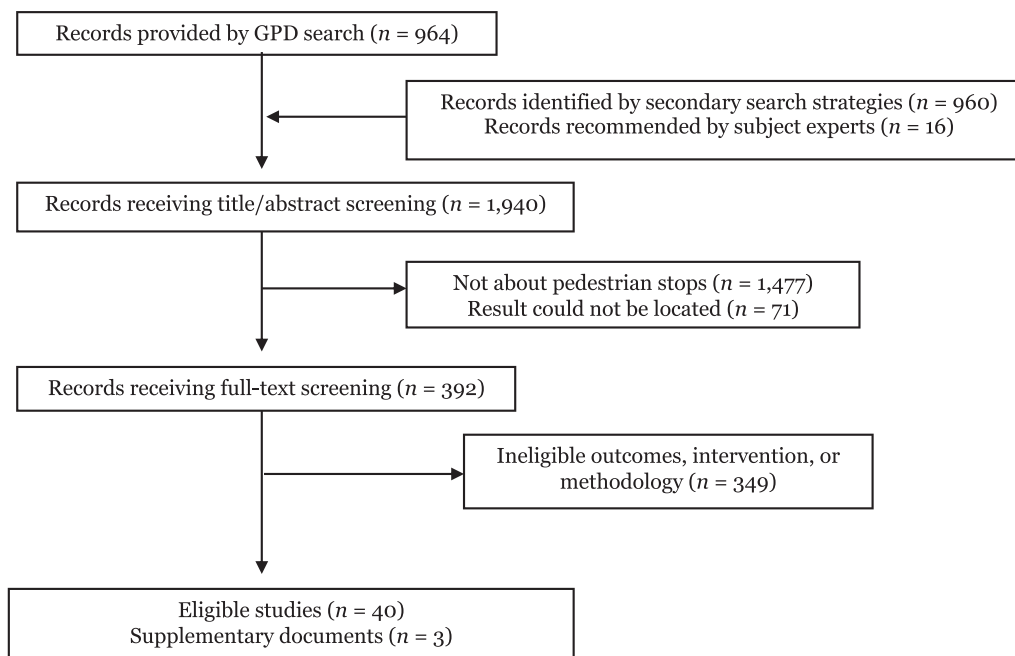 Records provided by GPD search (n = 964)
Records identified by secondary search strategies (n = 960)
Records recommended by subject experts (n = 16)
Records receiving title/abstract screening (n = 1,940)
Not about pedestrian stops (n = 1,477)
Result could not be located (n = 71)
Records receiving full-text screening (n = 392)
Ineligible outcomes, intervention, or
methodology (n = 349)
Eligible studies (n = 40)
Supplementary documents (n = 3)